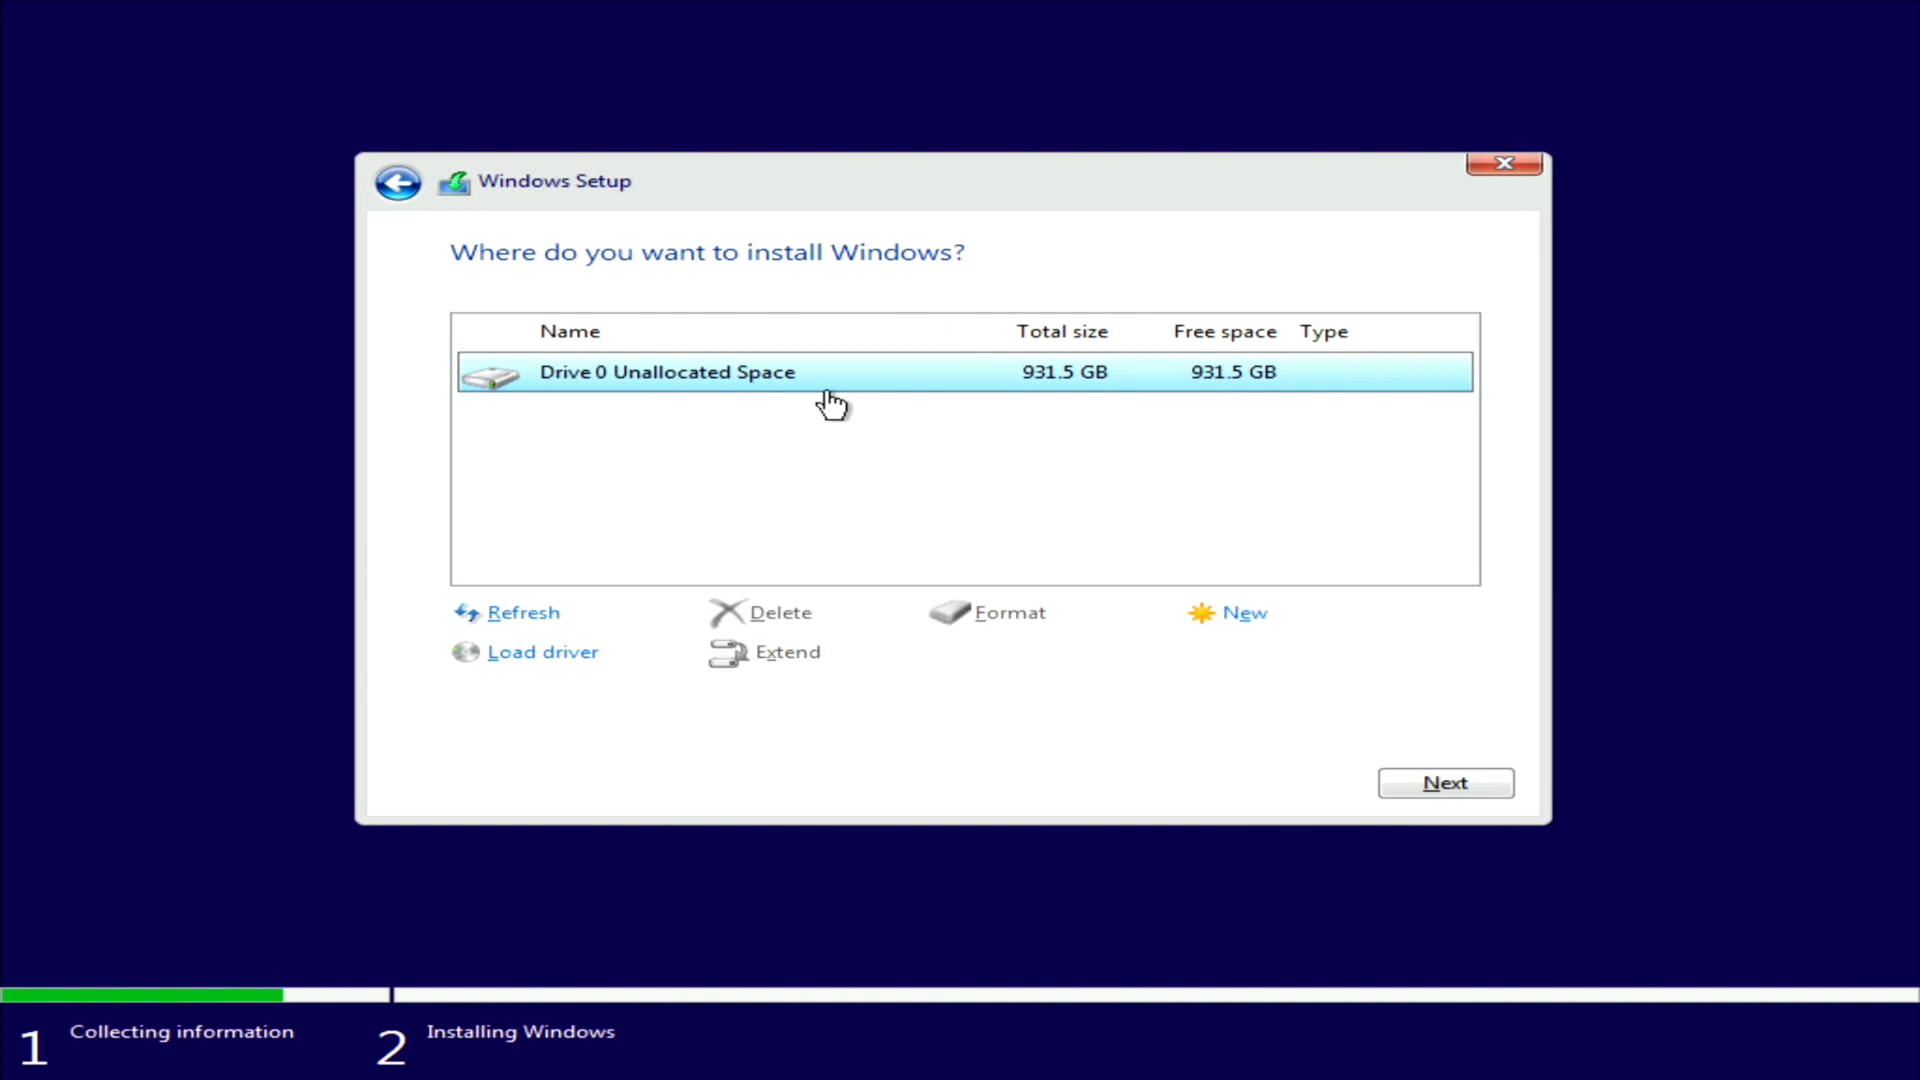 Windows Setup
Where do you want to install Windows?
Name Total size Free space Type
Drive 0 Unallocated Space 931.5 GB 931.5 GB
Refresh Delete Format New
Load driver Extend
Next
1 Collecting information 2 Installing Windows